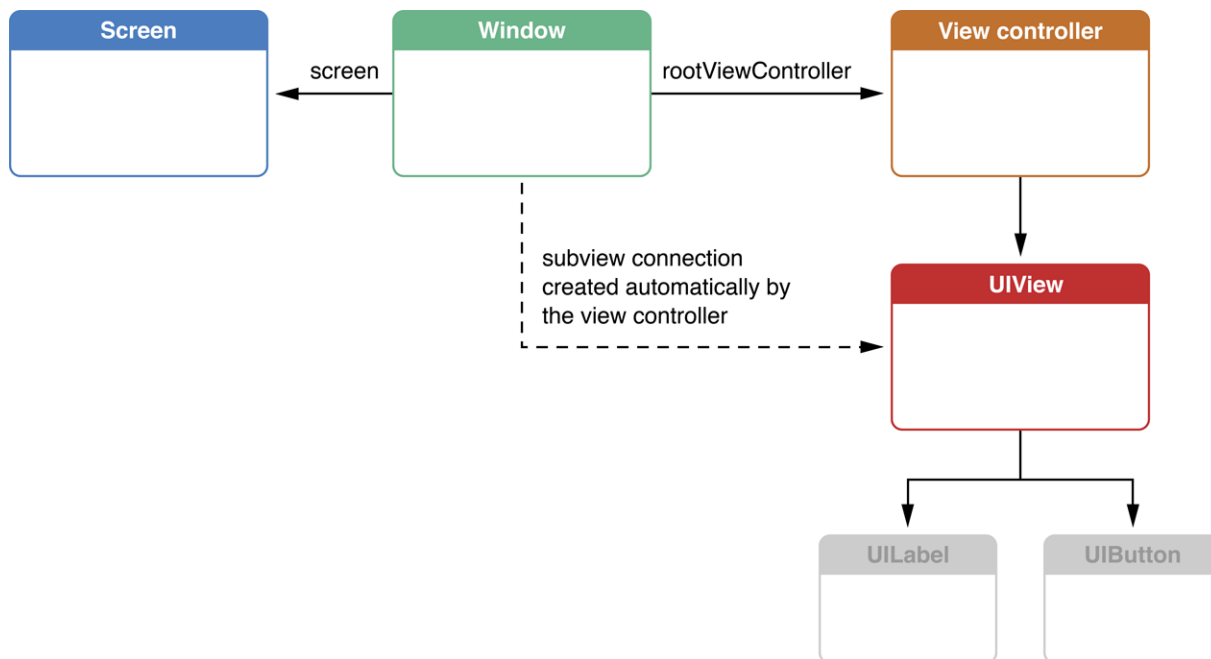 Screen
Window
View controller
screen
rootViewController
subview connection
created automatically by
the view controller
UIView
UILabel
UIButton